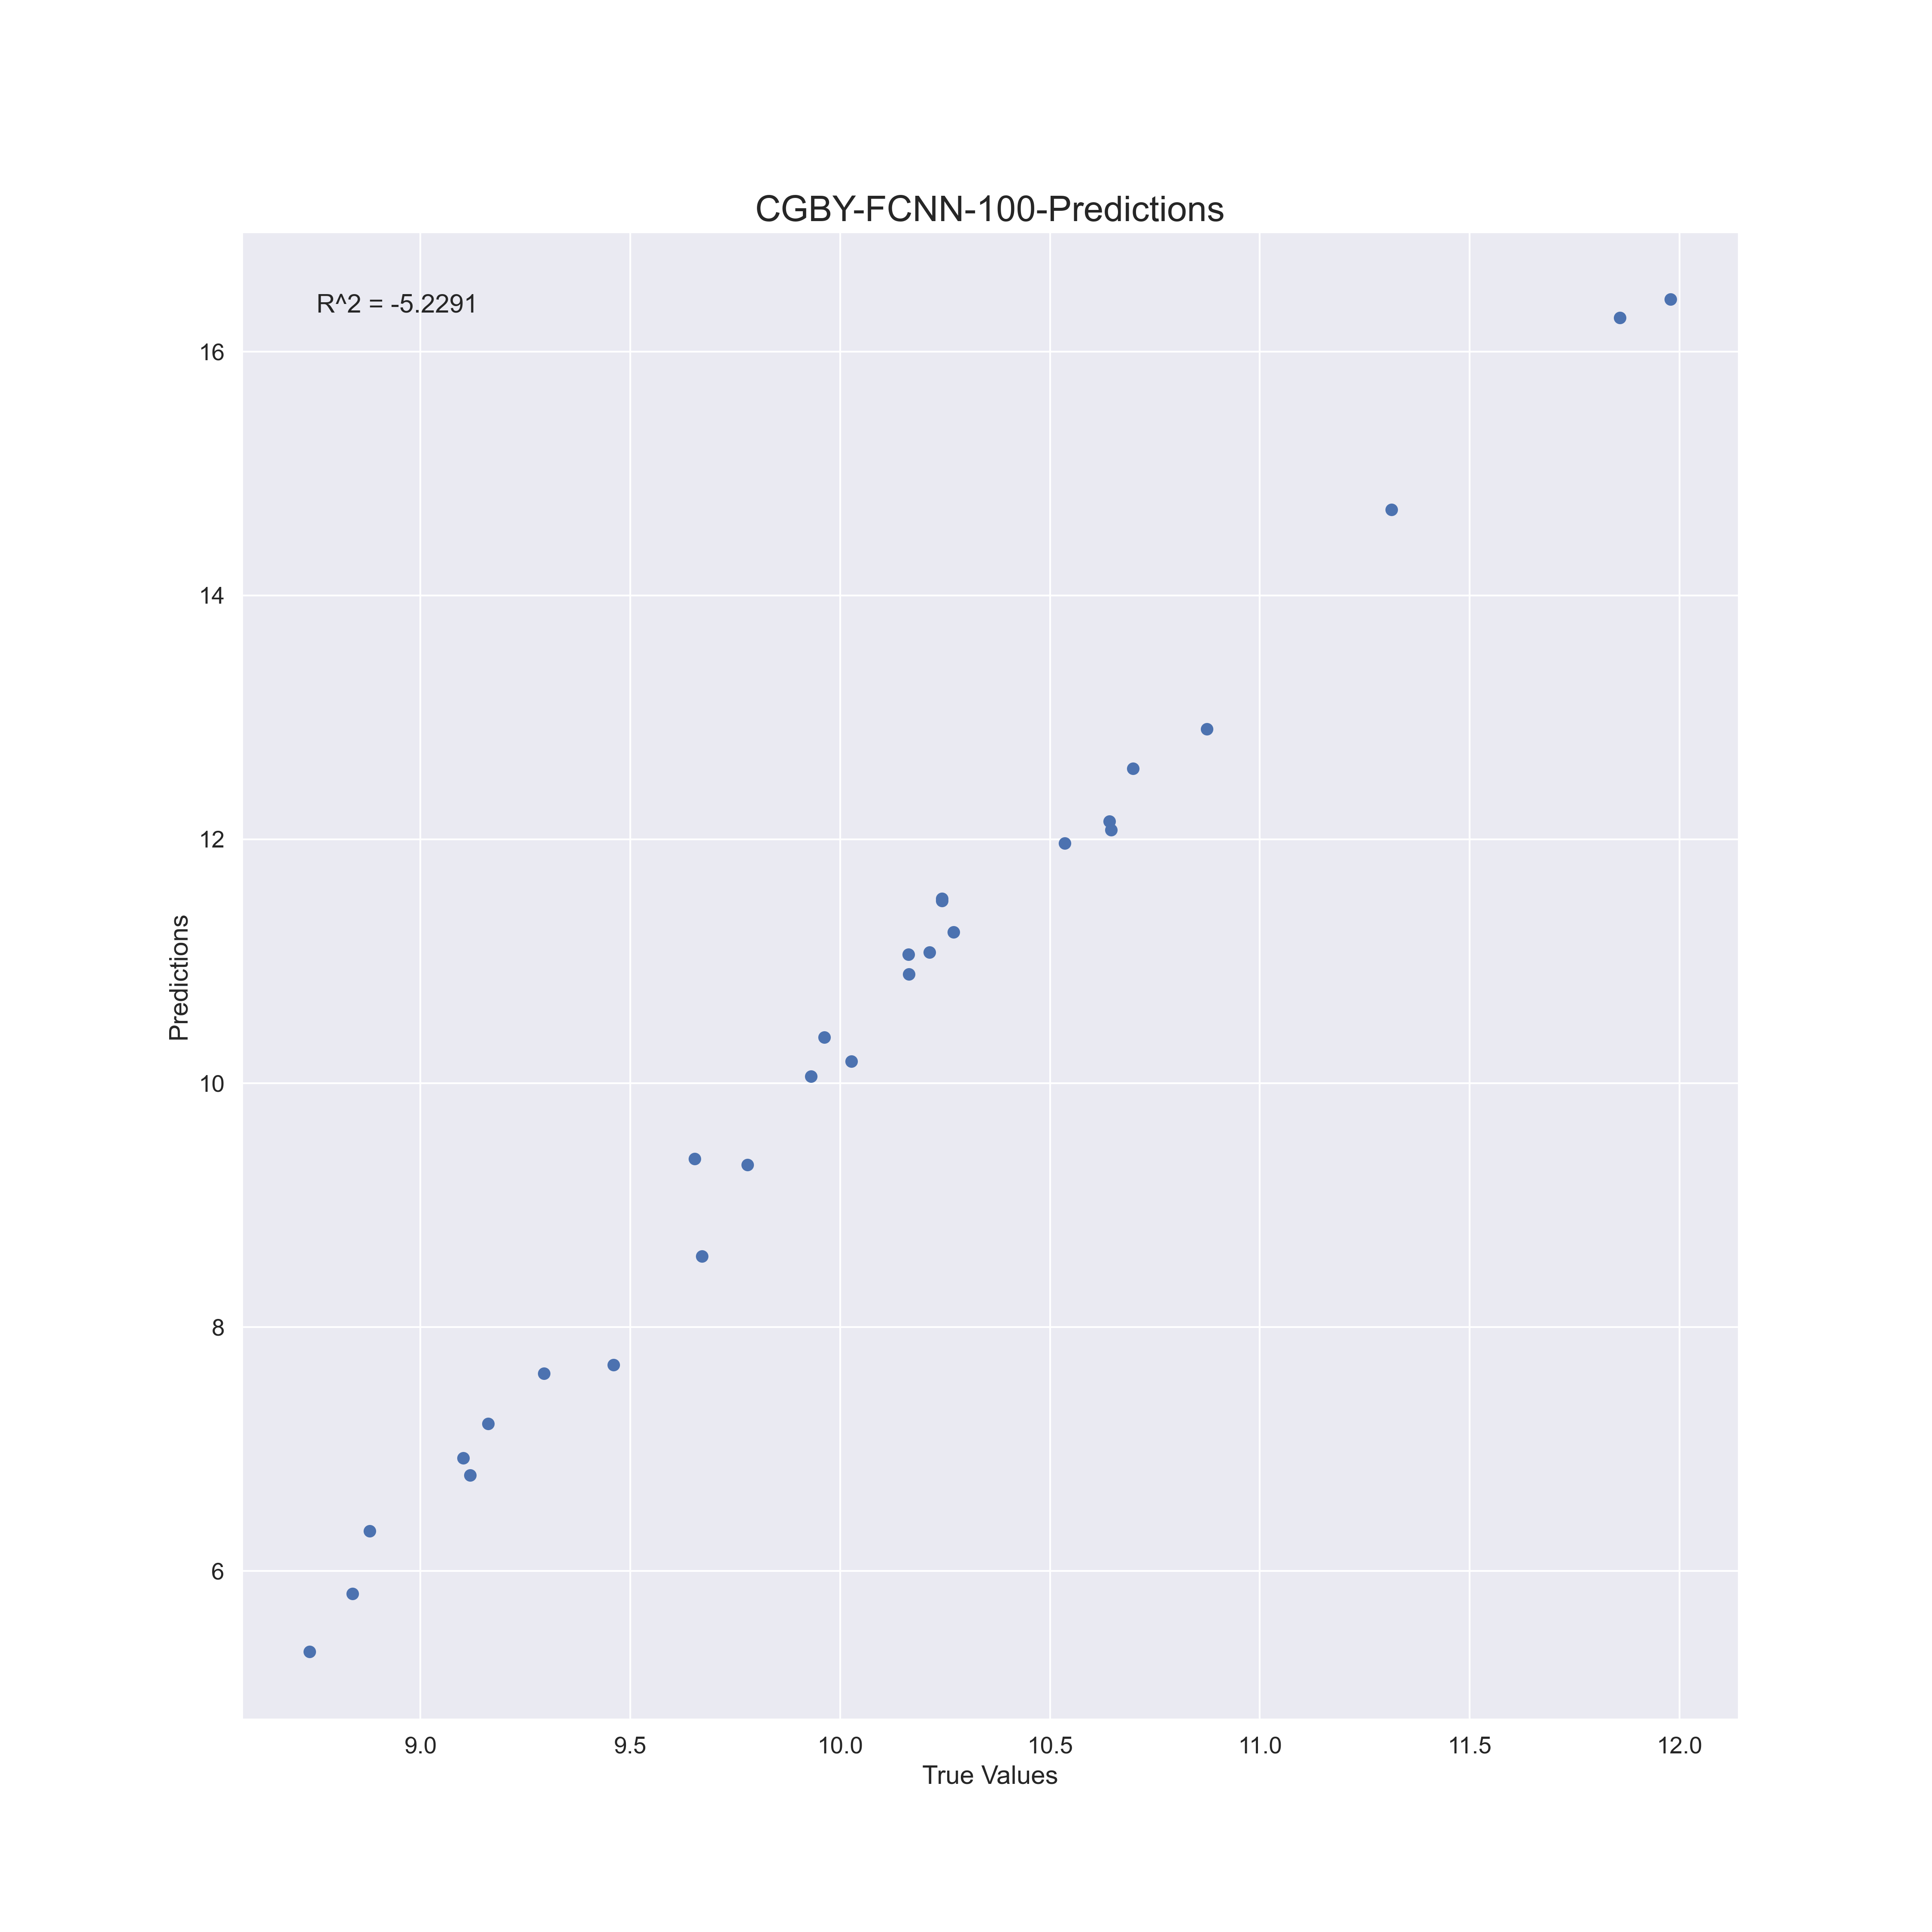 CGBY-FCNN-100-Predictions
R^2 = -5.2291
16
14
12
10
8
6
Predictions
9.0 9.5 10.0 10.5 11.0 11.5 12.0
True Values